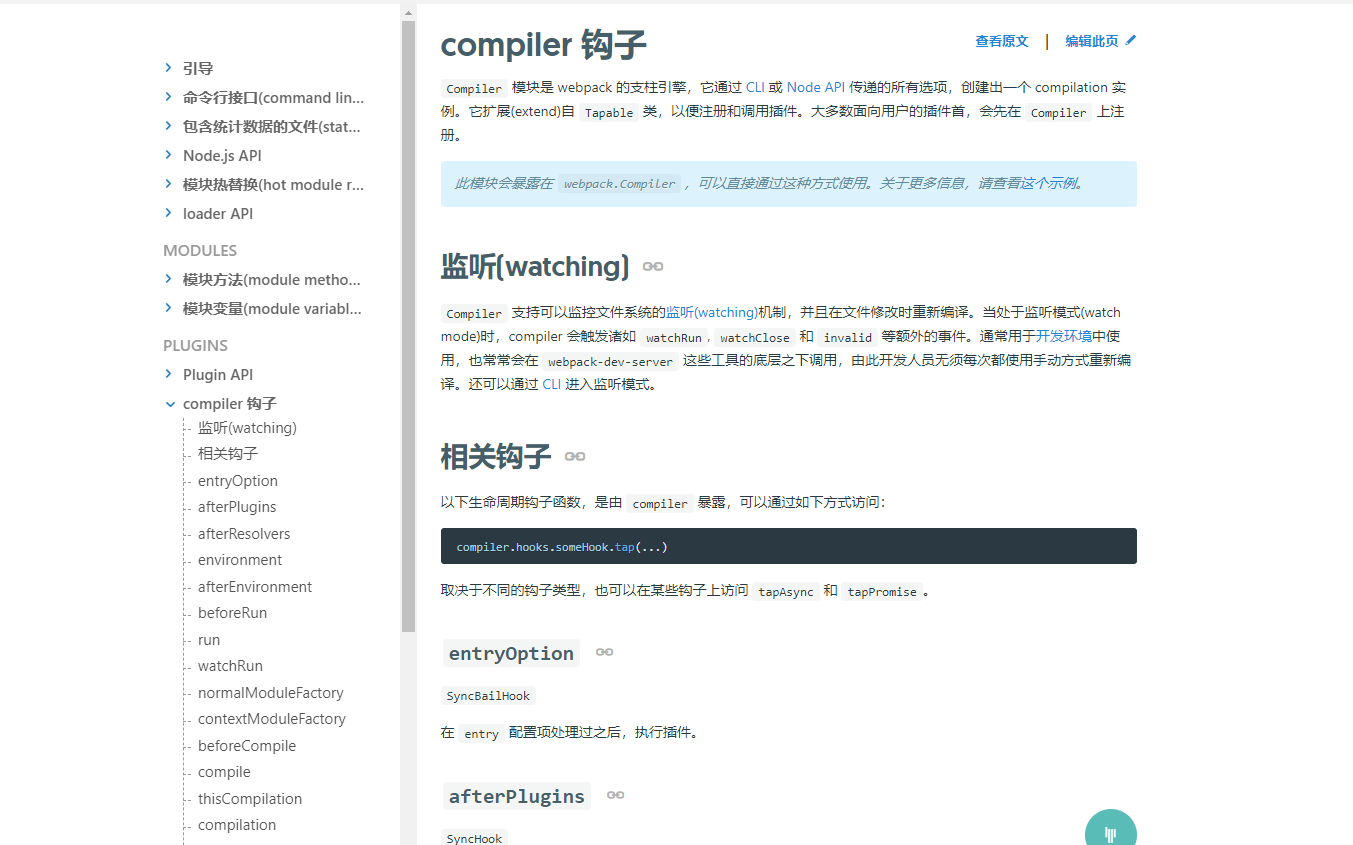 引导
命令行接口(command lin...
包含统计数据的文件(stat...
Node.js API
模块热替换(hot module r...
loader API
MODULES
模块方法(module metho...
模块变量(module variabl...
PLUGINS
Plugin API
compiler 钩子
监听(watching)
相关钩子
entryOption
afterPlugins
afterResolvers
environment
afterEnvironment
beforeRun
run
watchRun
normalModuleFactory
contextModuleFactory
beforeCompile
compile
thisCompilation
compilation
compiler 钩子
查看原文 | 编辑此页
Compiler 模块是 webpack 的支柱引擎，它通过 CLI 或 Node API 传递的所有选项，创建出一个 compilation 实
例。它扩展(extend)自 Tapable 类，以便注册和调用插件。大多数面向用户的插件首，会先在 Compiler 上注
册。
此模块会暴露在 webpack.Compiler ，可以直接通过这种方式使用。关于更多信息，请查看这个示例。
监听(watching)
Compiler 支持可以监控文件系统的监听(watching)机制，并且在文件修改时重新编译。当处于监听模式(watch
mode)时，compiler 会触发诸如 watchRun, watchClose 和 invalid 等额外的事件。通常用于开发环境中使
用，也常常会在 webpack-dev-server 这些工具的底层之下调用，由此开发人员无须每次都使用手动方式重新编
译。还可以通过 CLI 进入监听模式。
相关钩子
以下生命周期钩子函数，是由 compiler 暴露，可以通过如下方式访问：
compiler.hooks.someHook.tap(...)
取决于不同的钩子类型，也可以在某些钩子上访问 tapAsync 和 tapPromise 。
entryOption
SyncBailHook
在 entry 配置项处理过之后，执行插件。
afterPlugins
SyncHook